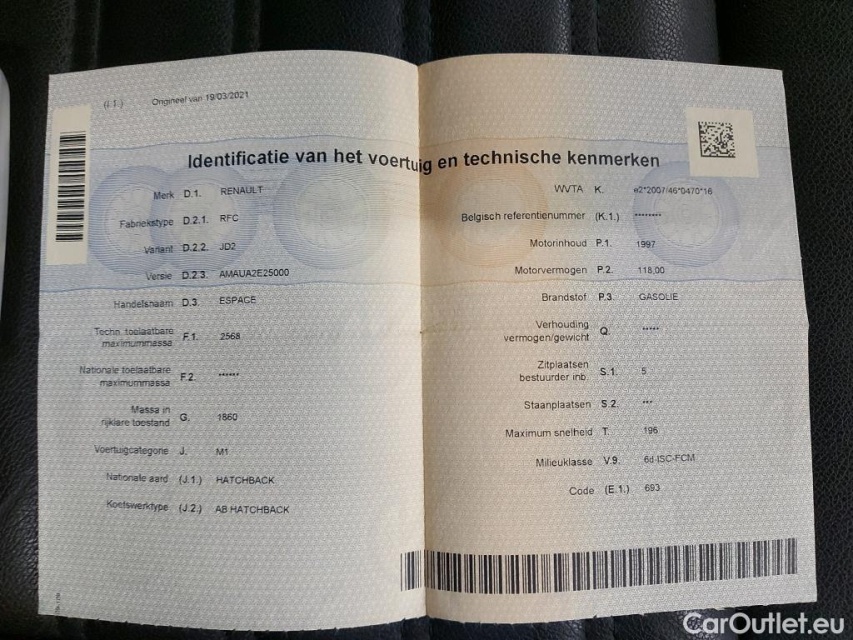 (I.1.) Origineel van 19/03/2021
Identificatie van het voertuig en technische kenmerken
Merk D.1. RENAULT
Fabriekstype D.2.1. RFC
Variant D.2.2. JD2
Versie D.2.3. AMAUA2E25000
Handelsnaam D.3. ESPACE
Techn. toelaatbare
maximummassa F.1. 2568
Nationale toelaatbare
maximummassa F.2. ******
Massa in
rijklare toestand G. 1860
Voertuigcategorie J. M1
Nationale aard (J.1.) HATCHBACK
Koetswerktype (J.2.) AB HATCHBACK
WVTA K. e2*2007/46*0470*16
Belgisch referentienummer (K.1.) ********
Motorinhoud P.1. 1997
Motorvermogen P.2. 118,00
Brandstof P.3. GASOLIE
Verhouding
vermogen/gewicht Q. *****
Zitplaatsen
bestuurder inb. S.1. 5
Staanplaatsen S.2. ***
Maximum snelheid T. 196
Milieuklasse V.9. 6d-ISC-FCM
Code (E.1.) 693
CarOutlet.eu